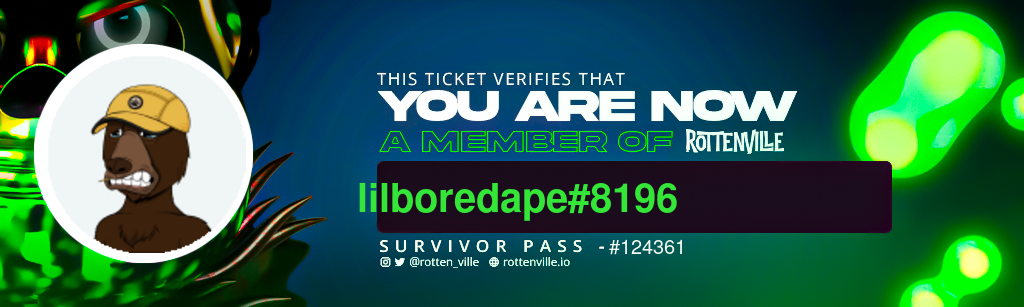 THIS TICKET VERIFIES THAT
YOU ARE NOW
A MEMBER OF ROTTENVILLE
lilboredape#8196
SURVIVOR PASS - #124361
@rotten_ville rottenville.io